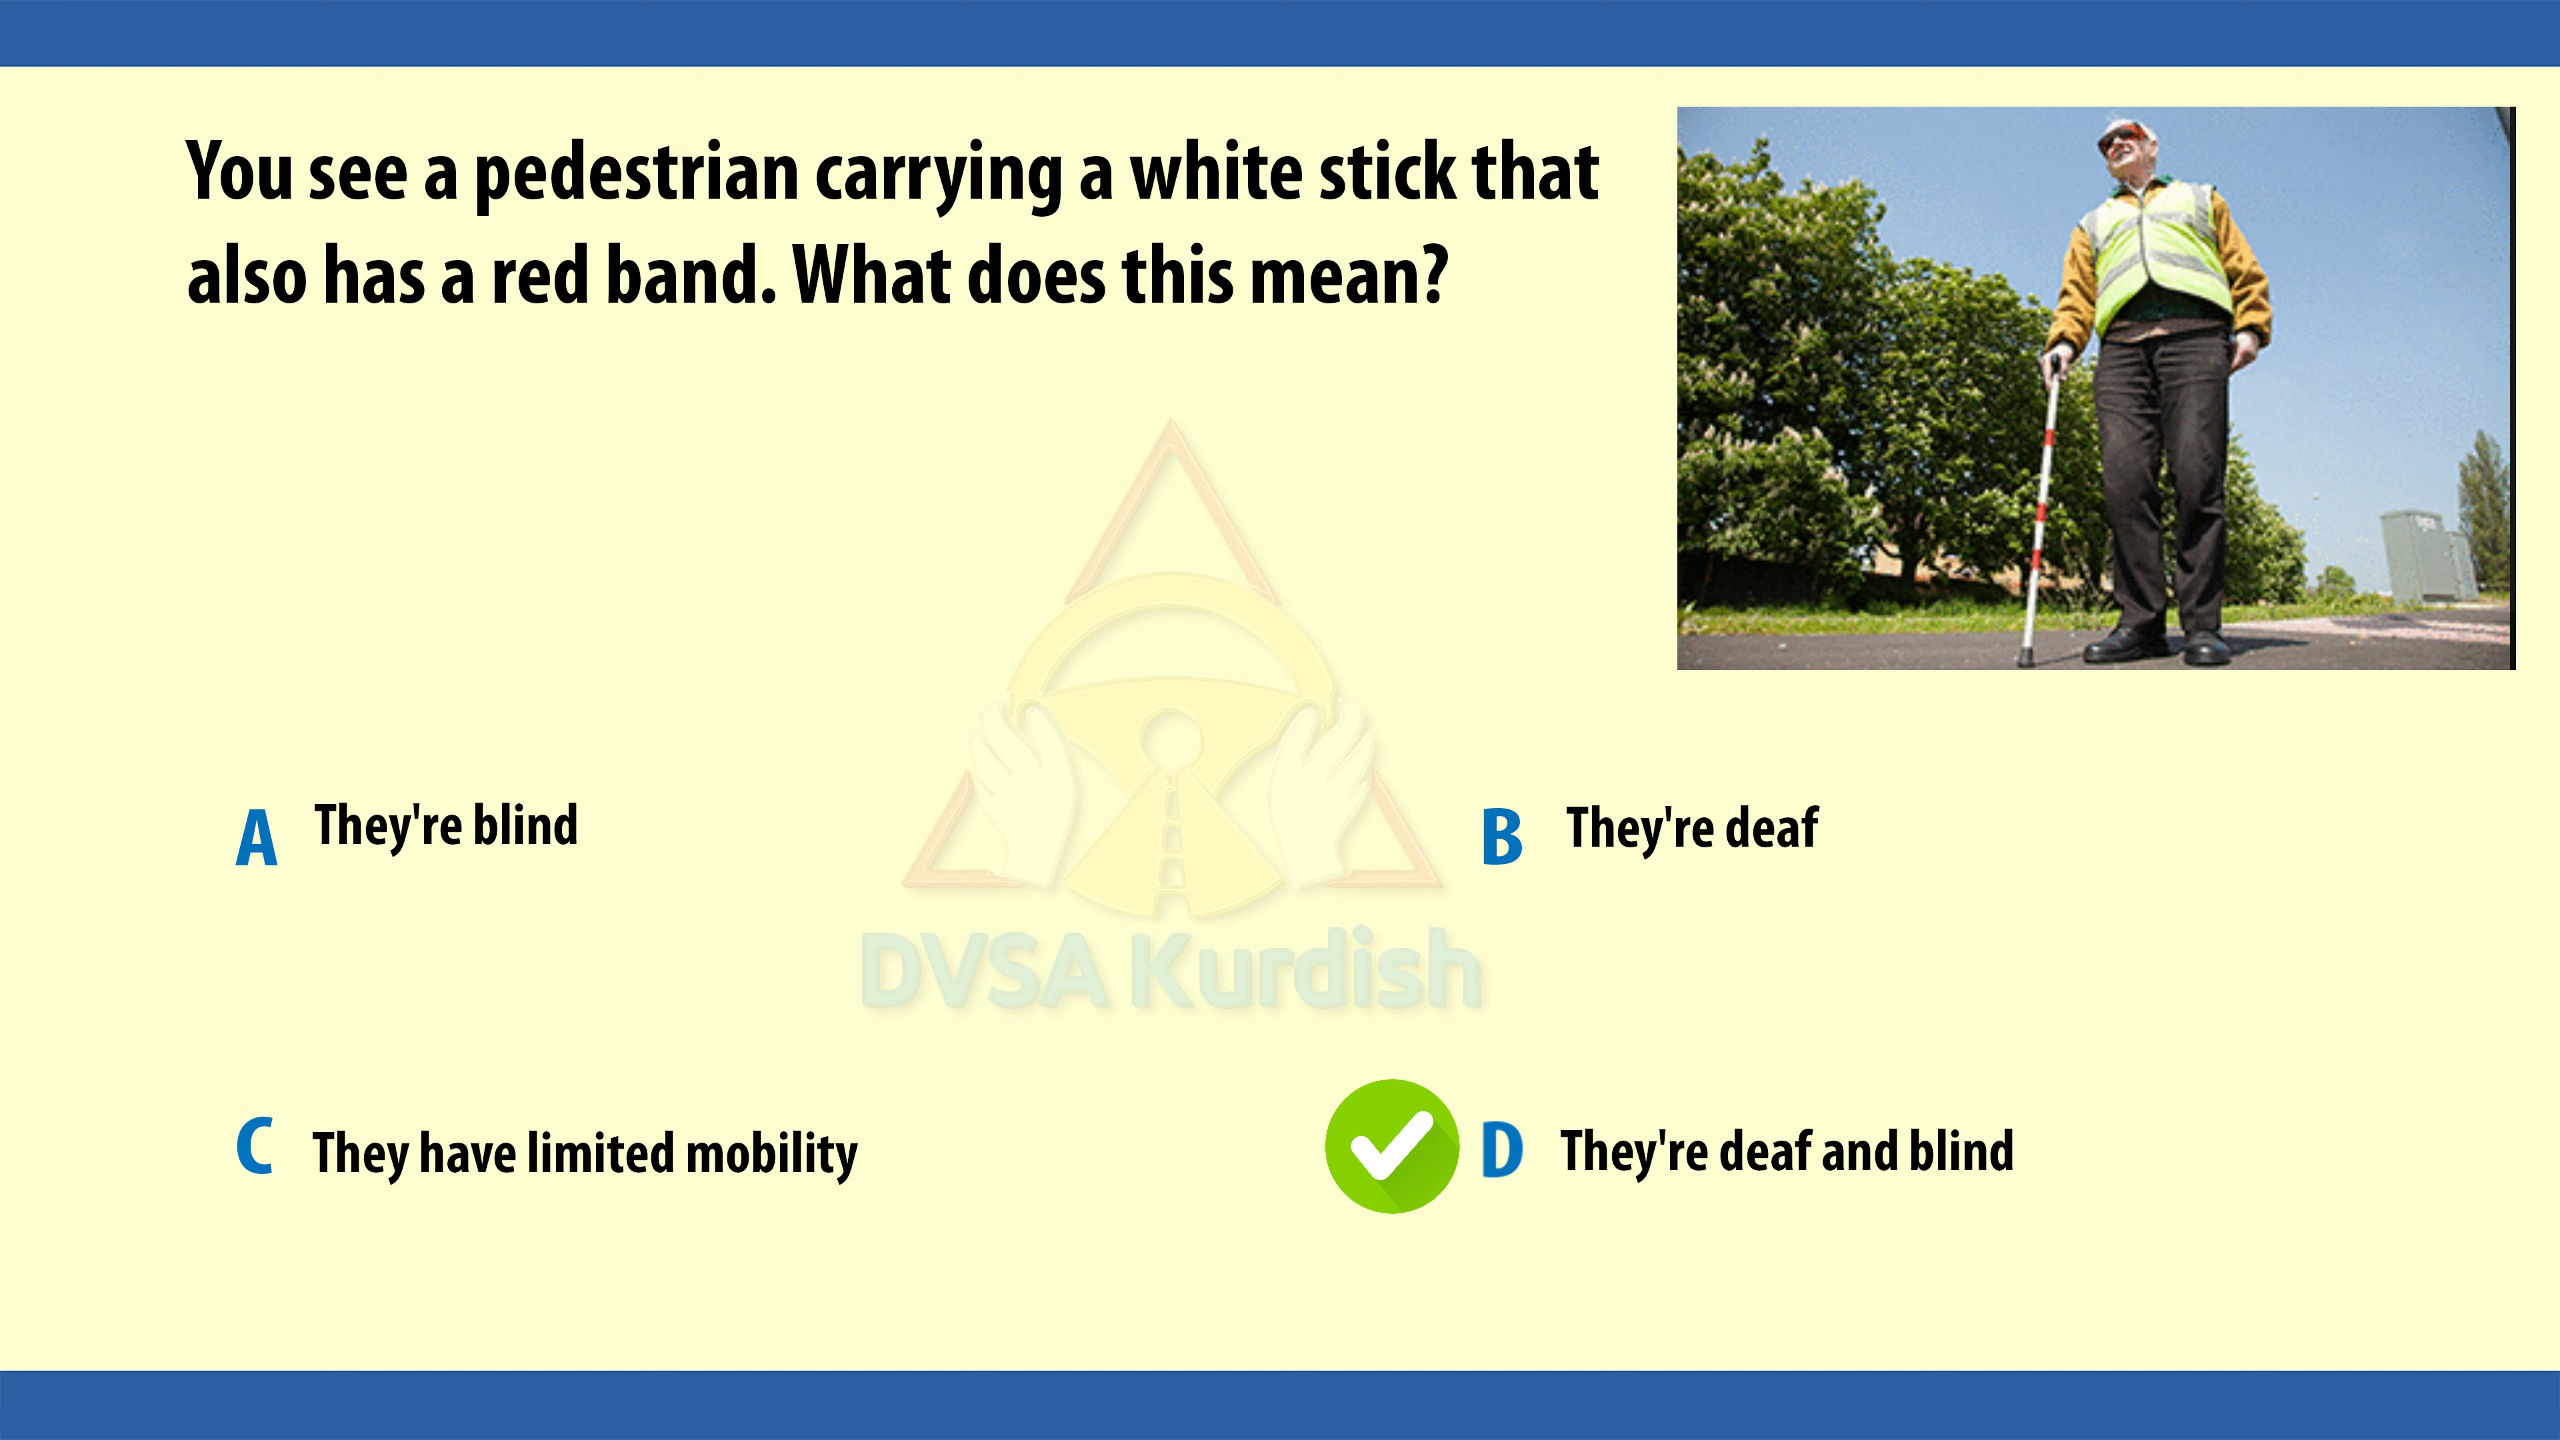 You see a pedestrian carrying a white stick that
also has a red band. What does this mean?
A They're blind
B They're deaf
DVSA Kurdish
C They have limited mobility
D They're deaf and blind